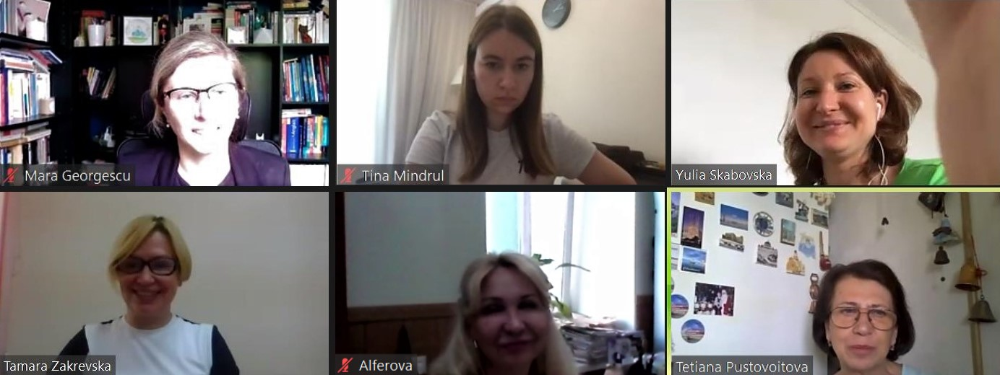 Mara Georgescu
Tina Mindrul
Yulia Skabovska
Tamara Zakrevska
Alferova
Tetiana Pustovoitova